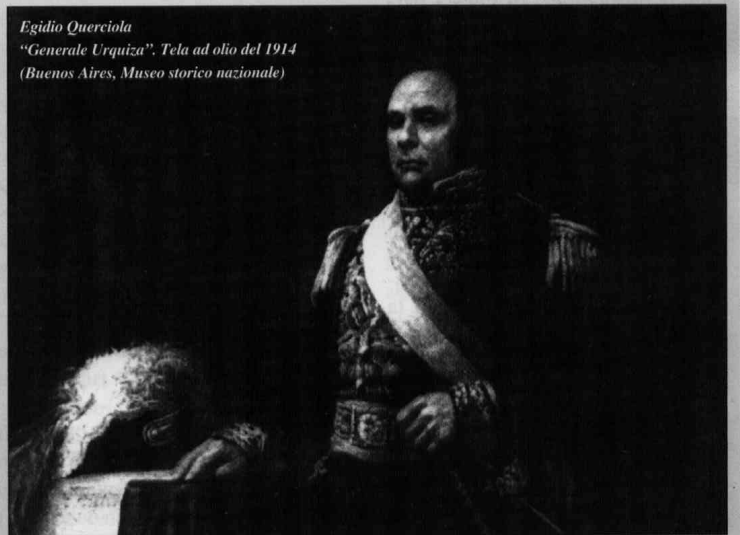 Egidio Querciola
“Generale Urquiza”. Tela ad olio del 1914
(Buenos Aires, Museo storico nazionale)